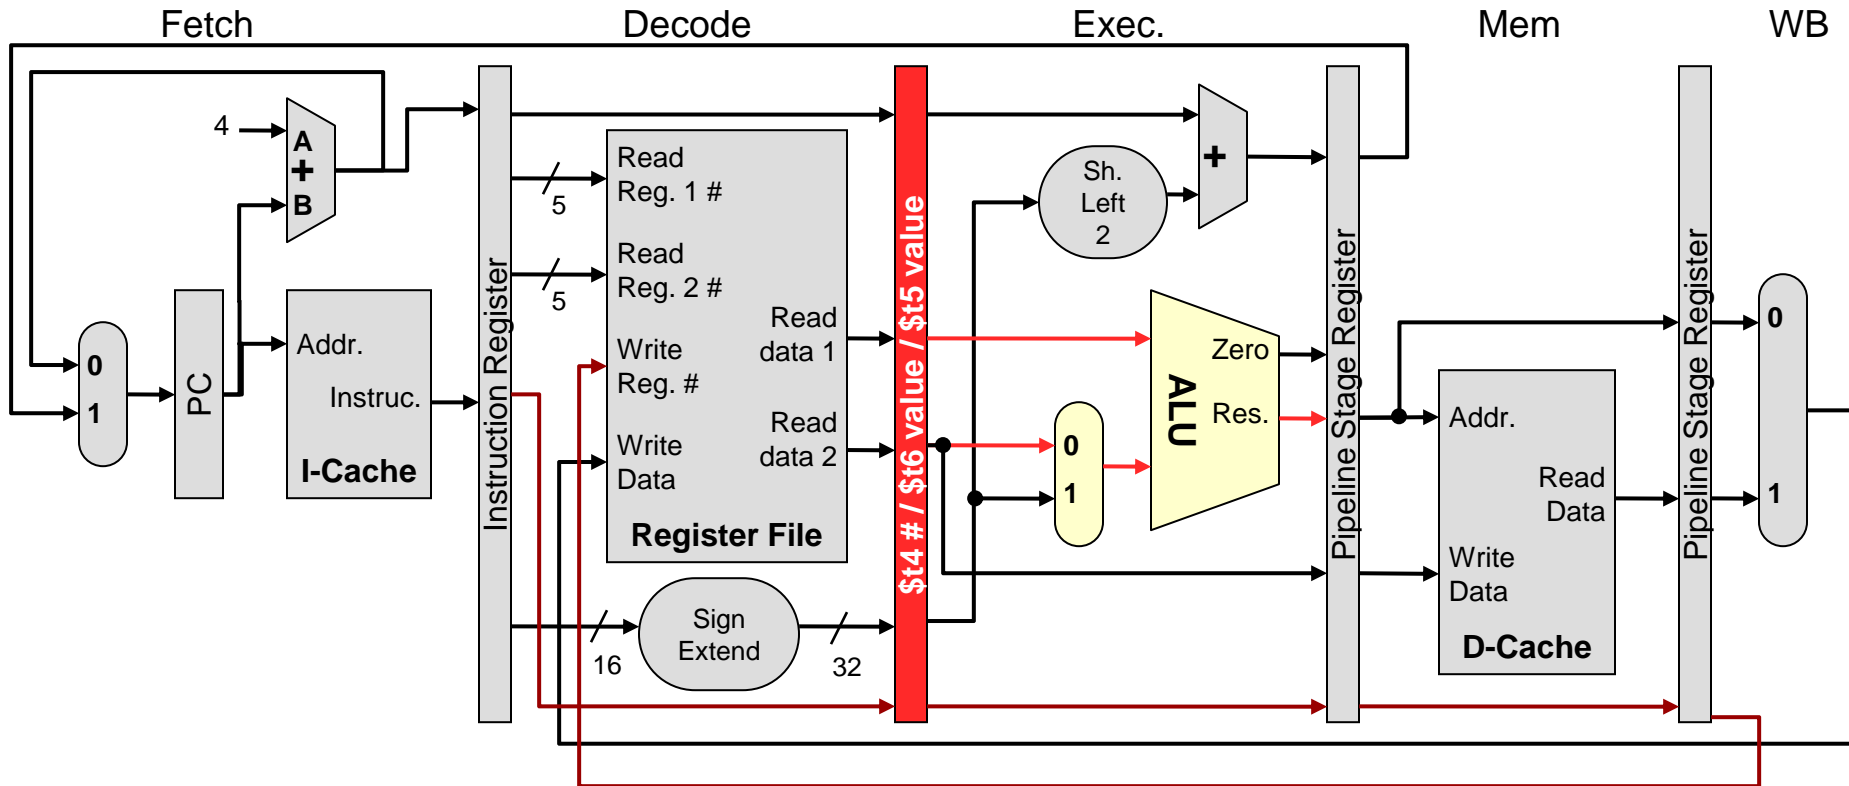 Fetch
Decode
Exec.
Mem
WB
4
A
+
B
0
1
PC
Addr.
Instruc.
I-Cache
Instruction Register
5
5
Read
Reg. 1 #
Read
Reg. 2 #
Write
Reg. #
Write
Data
Read
data 1
Read
data 2
Register File
16
Sign
Extend
32
$t4 # / $t6 value / $t5 value
Sh.
Left
2
+
0
1
ALU
Zero
Res.
Pipeline Stage Register
Addr.
Read
Data
Write
Data
D-Cache
Pipeline Stage Register
0
1